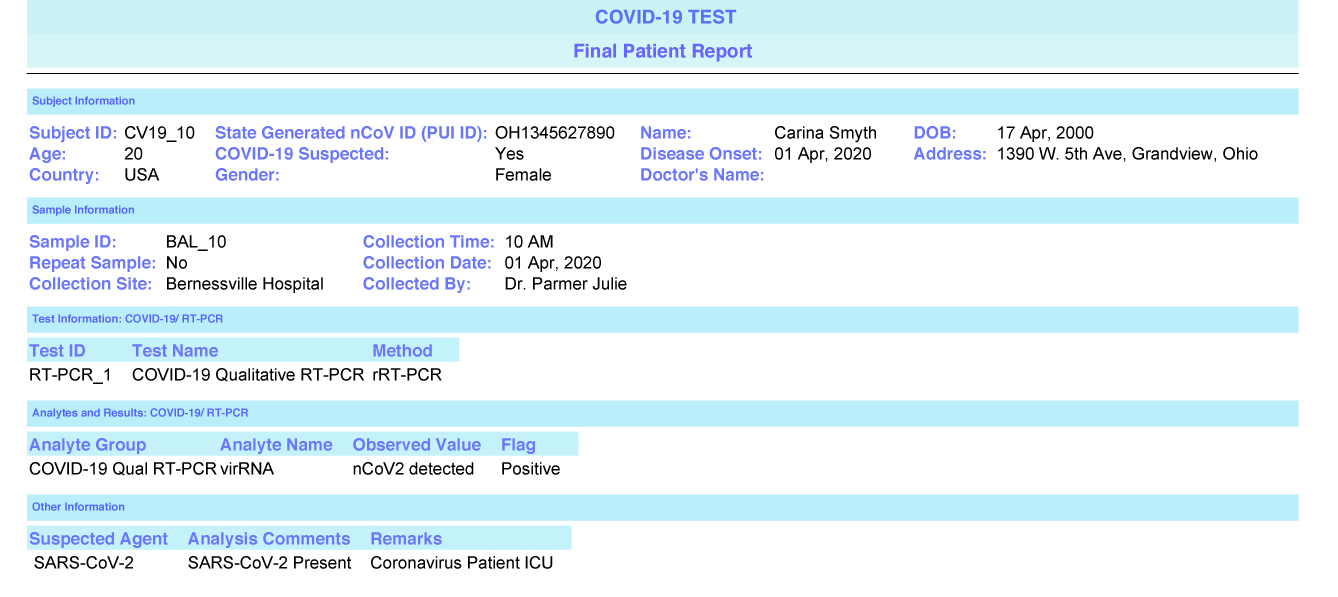 COVID-19 TEST
Final Patient Report
Subject Information
Subject ID: CV19_10 State Generated nCoV ID (PUI ID): OH1345627890 Name: Carina Smyth DOB: 17 Apr, 2000
Age: 20 COVID-19 Suspected: Yes Disease Onset: 01 Apr, 2020 Address: 1390 W. 5th Ave, Grandview, Ohio
Country: USA Gender: Female Doctor's Name:
Sample Information
Sample ID: BAL_10 Collection Time: 10 AM
Repeat Sample: No Collection Date: 01 Apr, 2020
Collection Site: Bernessville Hospital Collected By: Dr. Parmer Julie
Test Information: COVID-19/ RT-PCR
Test ID Test Name Method
RT-PCR_1 COVID-19 Qualitative RT-PCR rRT-PCR
Analytes and Results: COVID-19/ RT-PCR
Analyte Group Analyte Name Observed Value Flag
COVID-19 Qual RT-PCR virRNA nCoV2 detected Positive
Other Information
Suspected Agent Analysis Comments Remarks
SARS-CoV-2 SARS-CoV-2 Present Coronavirus Patient ICU